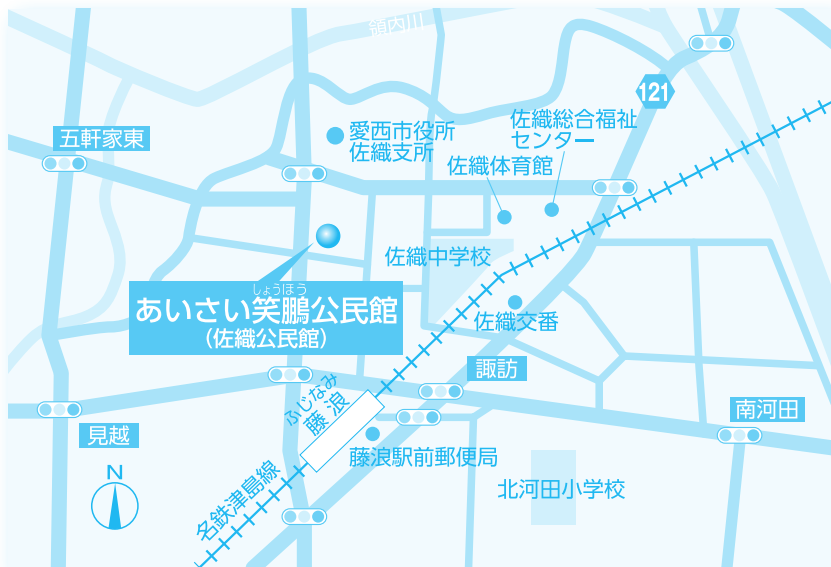 領内川
121
五軒家東
愛西市役所
佐織支所
佐織総合福祉
センター
佐織体育館
佐織中学校
しょうほう
あいさい笑鵬公民館
(佐織公民館)
佐織交番
諏訪
ふじなみ
藤浪
南河田
見越
藤浪駅前郵便局
名鉄津島線
北河田小学校
N